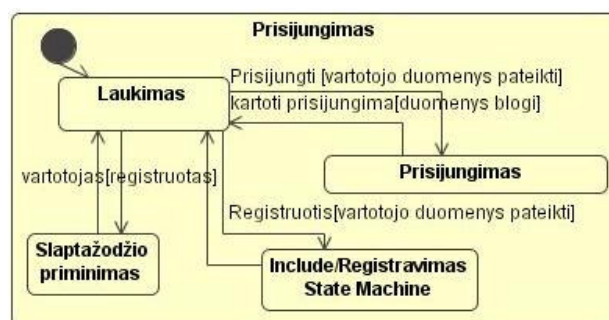 Prisijungimas
Laukimas
Prisijungti [vartotojo duomenys pateikti]
kartoti prisijungima[duomenys blogi]
Prisijungimas
vartotojas[registruotas]
Registruotis[vartotojo duomenys pateikti]
Slaptažodžio
priminimas
Include/Registravimas
State Machine